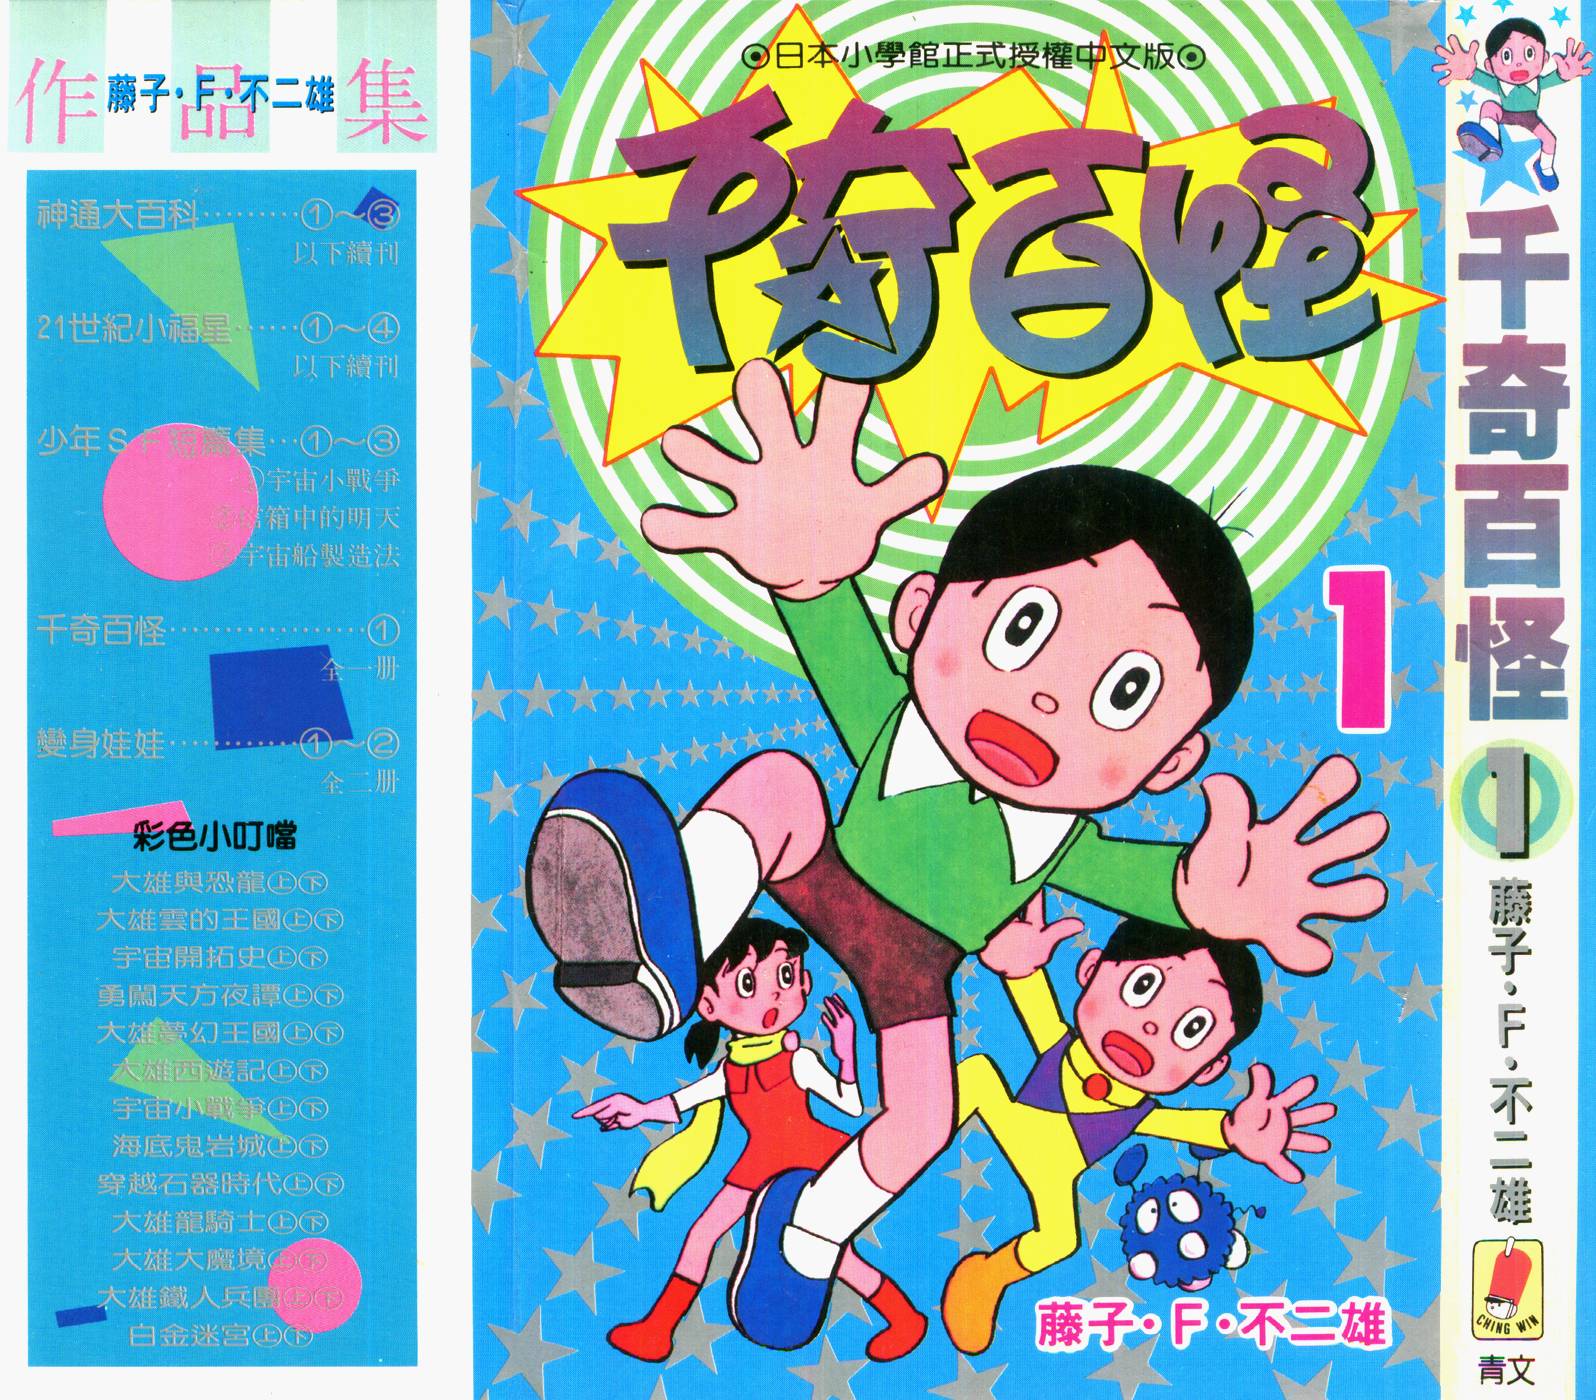 作品集
藤子・F・不二雄
神通大百科………①～③
以下續刊
21世紀小福星……①～④
以下續刊
少年SF短篇集…①～③
①宇宙小戰爭
箱中的明天
③宇宙船製造法
千奇百怪…………………①
全一册
變身娃娃……………①～②
全二册
彩色小叮噹
大雄與恐龍㊤㊦
大雄雲的王國㊤㊦
宇宙開拓史㊤㊦
勇闖天方夜譚㊤㊦
大雄夢幻王國㊤㊦
大雄西遊記㊤㊦
宇宙小戰爭㊤㊦
海底鬼岩城㊤㊦
穿越石器時代㊤㊦
大雄龍騎士㊤㊦
大雄大魔境㊤㊦
大雄鐵人兵團㊤㊦
白金迷宮㊤㊦
⊙日本小學館正式授權中文版⊙
千奇百怪
1
藤子・F・不二雄
千奇百怪
1
藤子・F・不二雄
CHING WIN
青文